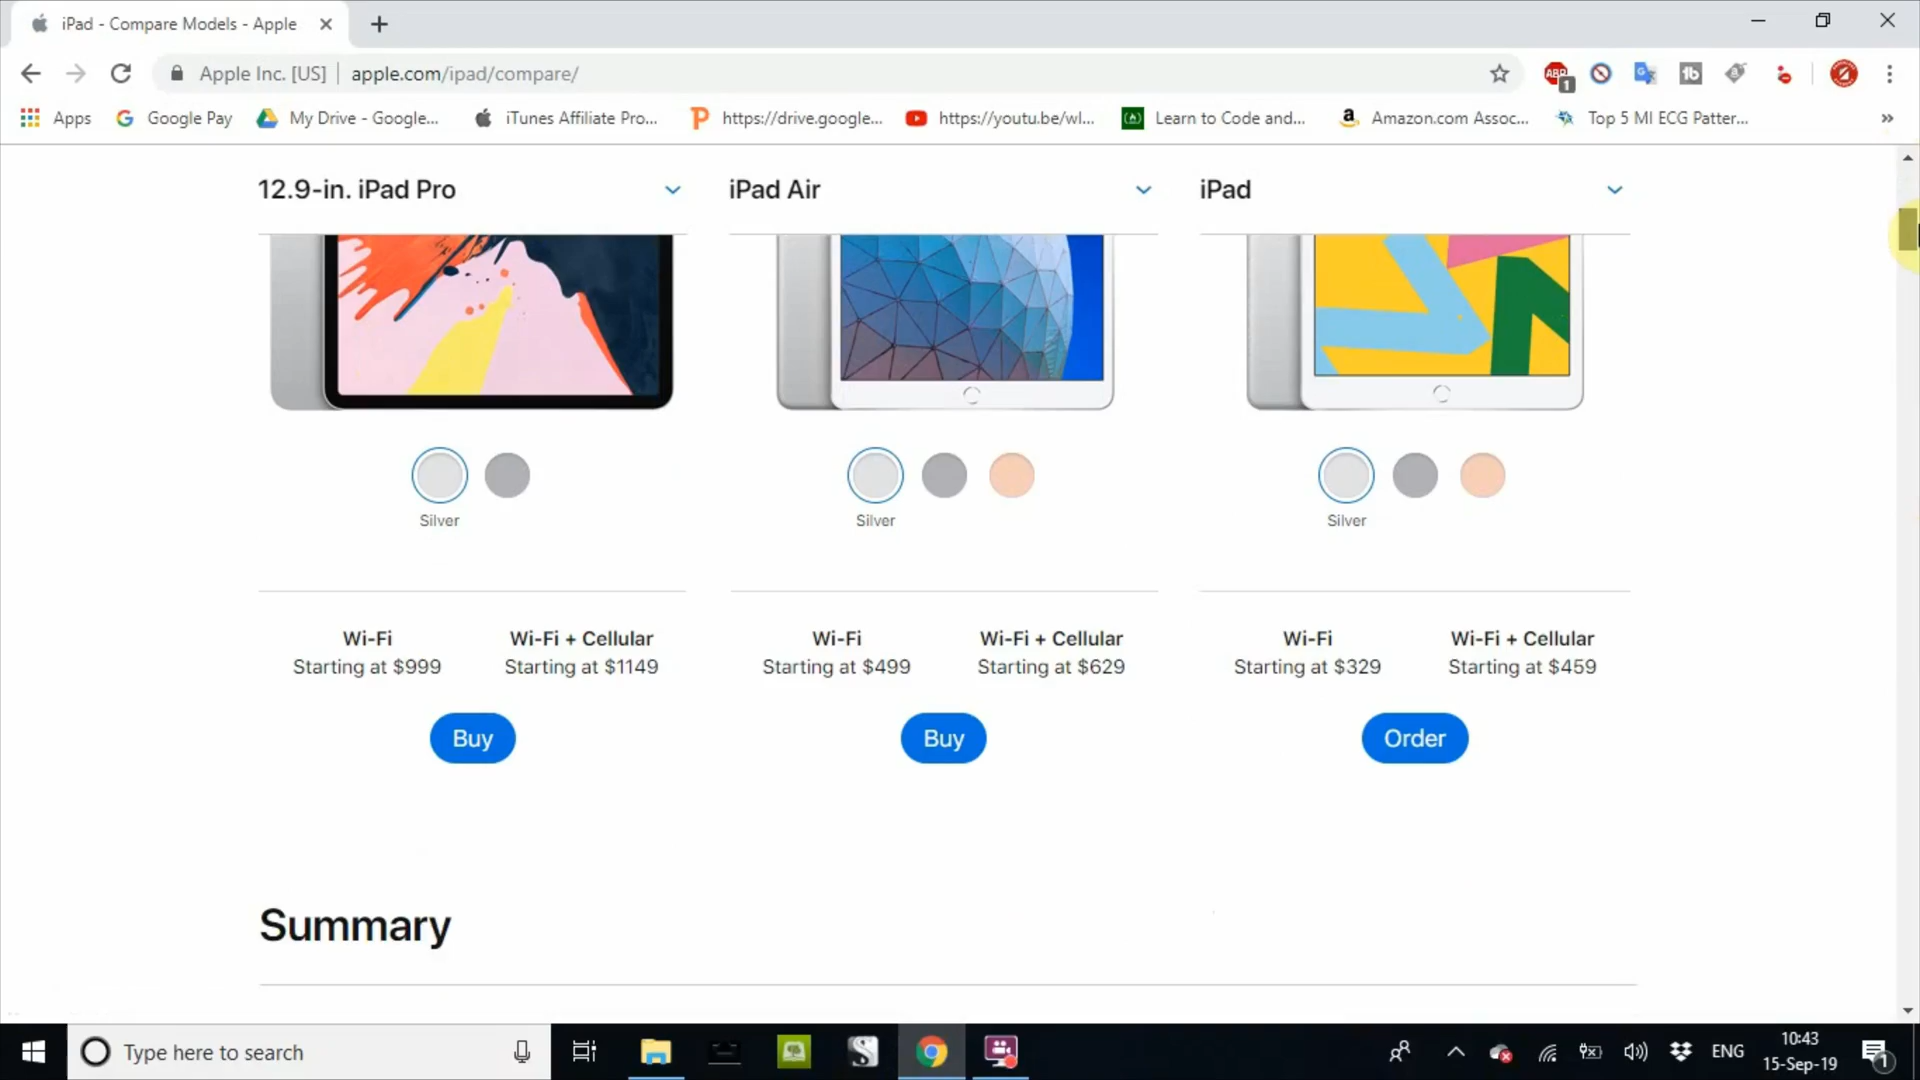 iPad - Compare Models - Apple
Apple Inc. [US] apple.com/ipad/compare/
ABP 1
Apps Google Pay My Drive - Google... iTunes Affiliate Pro... https://drive.google... https://youtu.be/wl... Learn to Code and... Amazon.com Assoc... Top 5 MI ECG Patter... »
12.9-in. iPad Pro iPad Air iPad
Silver Silver Silver
Wi-Fi Wi-Fi + Cellular Wi-Fi Wi-Fi + Cellular Wi-Fi Wi-Fi + Cellular
Starting at $999 Starting at $1149 Starting at $499 Starting at $629 Starting at $329 Starting at $459
Buy Buy Order
Summary
Type here to search
ENG
10:43
15-Sep-19
1